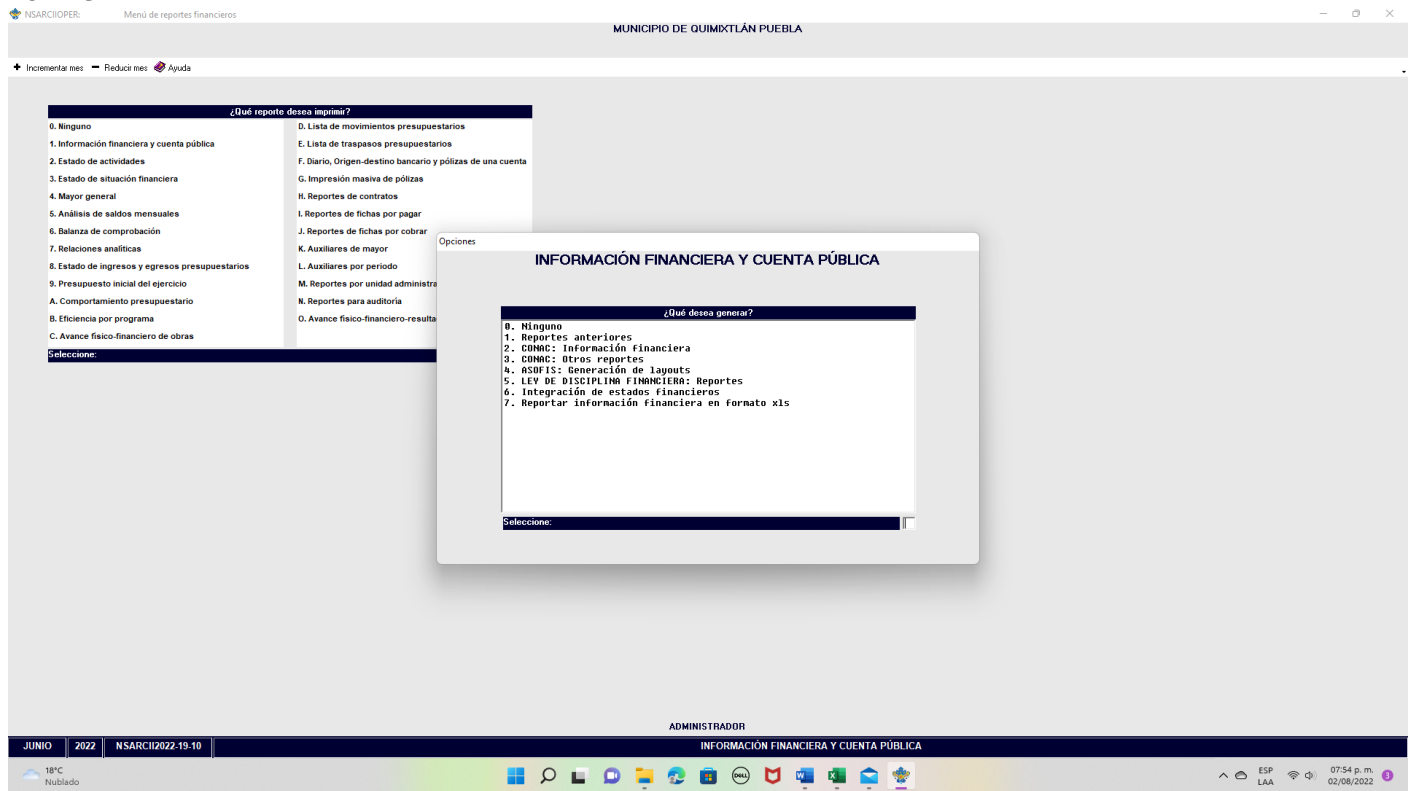 NSARCIIOPER: Menú de reportes financieros
MUNICIPIO DE QUIMIXTLÁN PUEBLA
Incrementar mes Reducir mes Ayuda
¿Qué reporte desea imprimir?
0. Ninguno
1. Información financiera y cuenta pública
2. Estado de actividades
3. Estado de situación financiera
4. Mayor general
5. Análisis de saldos mensuales
6. Balanza de comprobación
7. Relaciones analíticas
8. Estado de ingresos y egresos presupuestarios
9. Presupuesto inicial del ejercicio
A. Comportamiento presupuestario
B. Eficiencia por programa
C. Avance físico-financiero de obras
D. Lista de movimientos presupuestarios
E. Lista de traspasos presupuestarios
F. Diario, Origen-destino bancario y pólizas de una cuenta
G. Impresión masiva de pólizas
H. Reportes de contratos
I. Reportes de fichas por pagar
J. Reportes de fichas por cobrar
K. Auxiliares de mayor
L. Auxiliares por periodo
M. Reportes por unidad administra
N. Reportes para auditoría
O. Avance físico-financiero-resulta
Seleccione:
Opciones
INFORMACIÓN FINANCIERA Y CUENTA PÚBLICA
¿Qué desea generar?
0. Ninguno
1. Reportes anteriores
2. CONAC: Información financiera
3. CONAC: Otros reportes
4. ASOFIS: Generación de layouts
5. LEY DE DISCIPLINA FINANCIERA: Reportes
6. Integración de estados financieros
7. Reportar información financiera en formato xls
Seleccione:
ADMINISTRADOR
JUNIO 2022 NSARCII2022-19-10 INFORMACIÓN FINANCIERA Y CUENTA PÚBLICA
18°C
Nublado
DELL
ESP
LAA
07:54 p. m.
02/08/2022
3